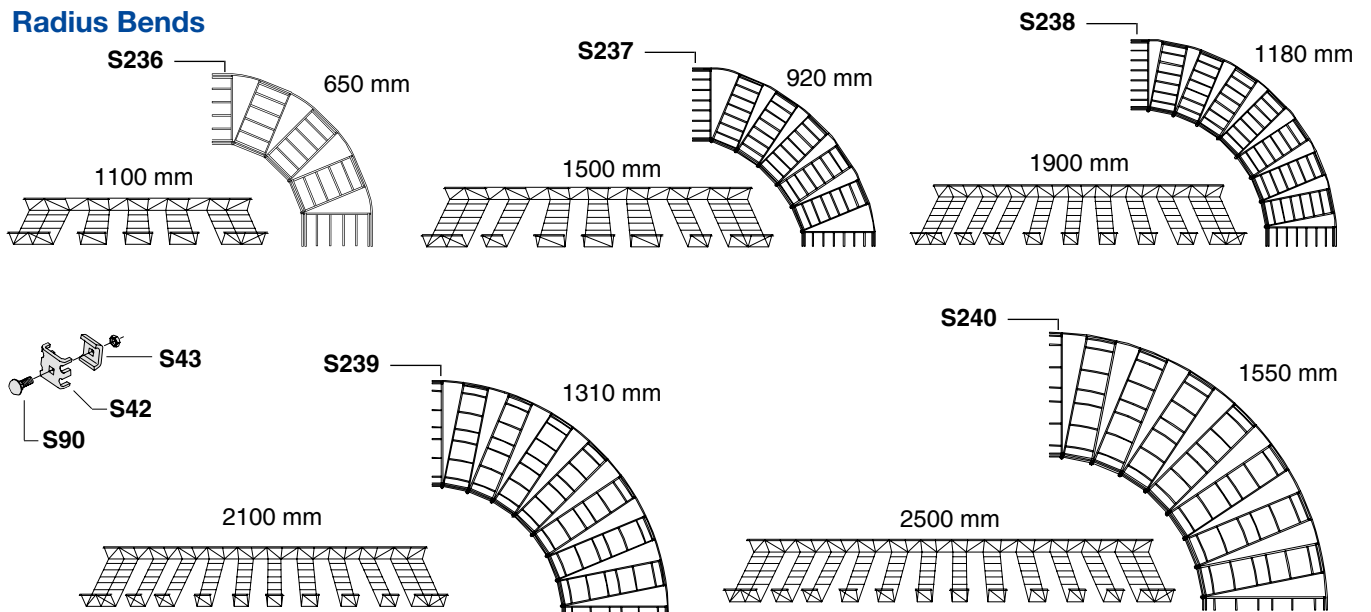 Radius Bends
S236
650 mm
1100 mm
S237
920 mm
1500 mm
S238
1180 mm
1900 mm
S43
S42
S90
S239
1310 mm
2100 mm
S240
1550 mm
2500 mm